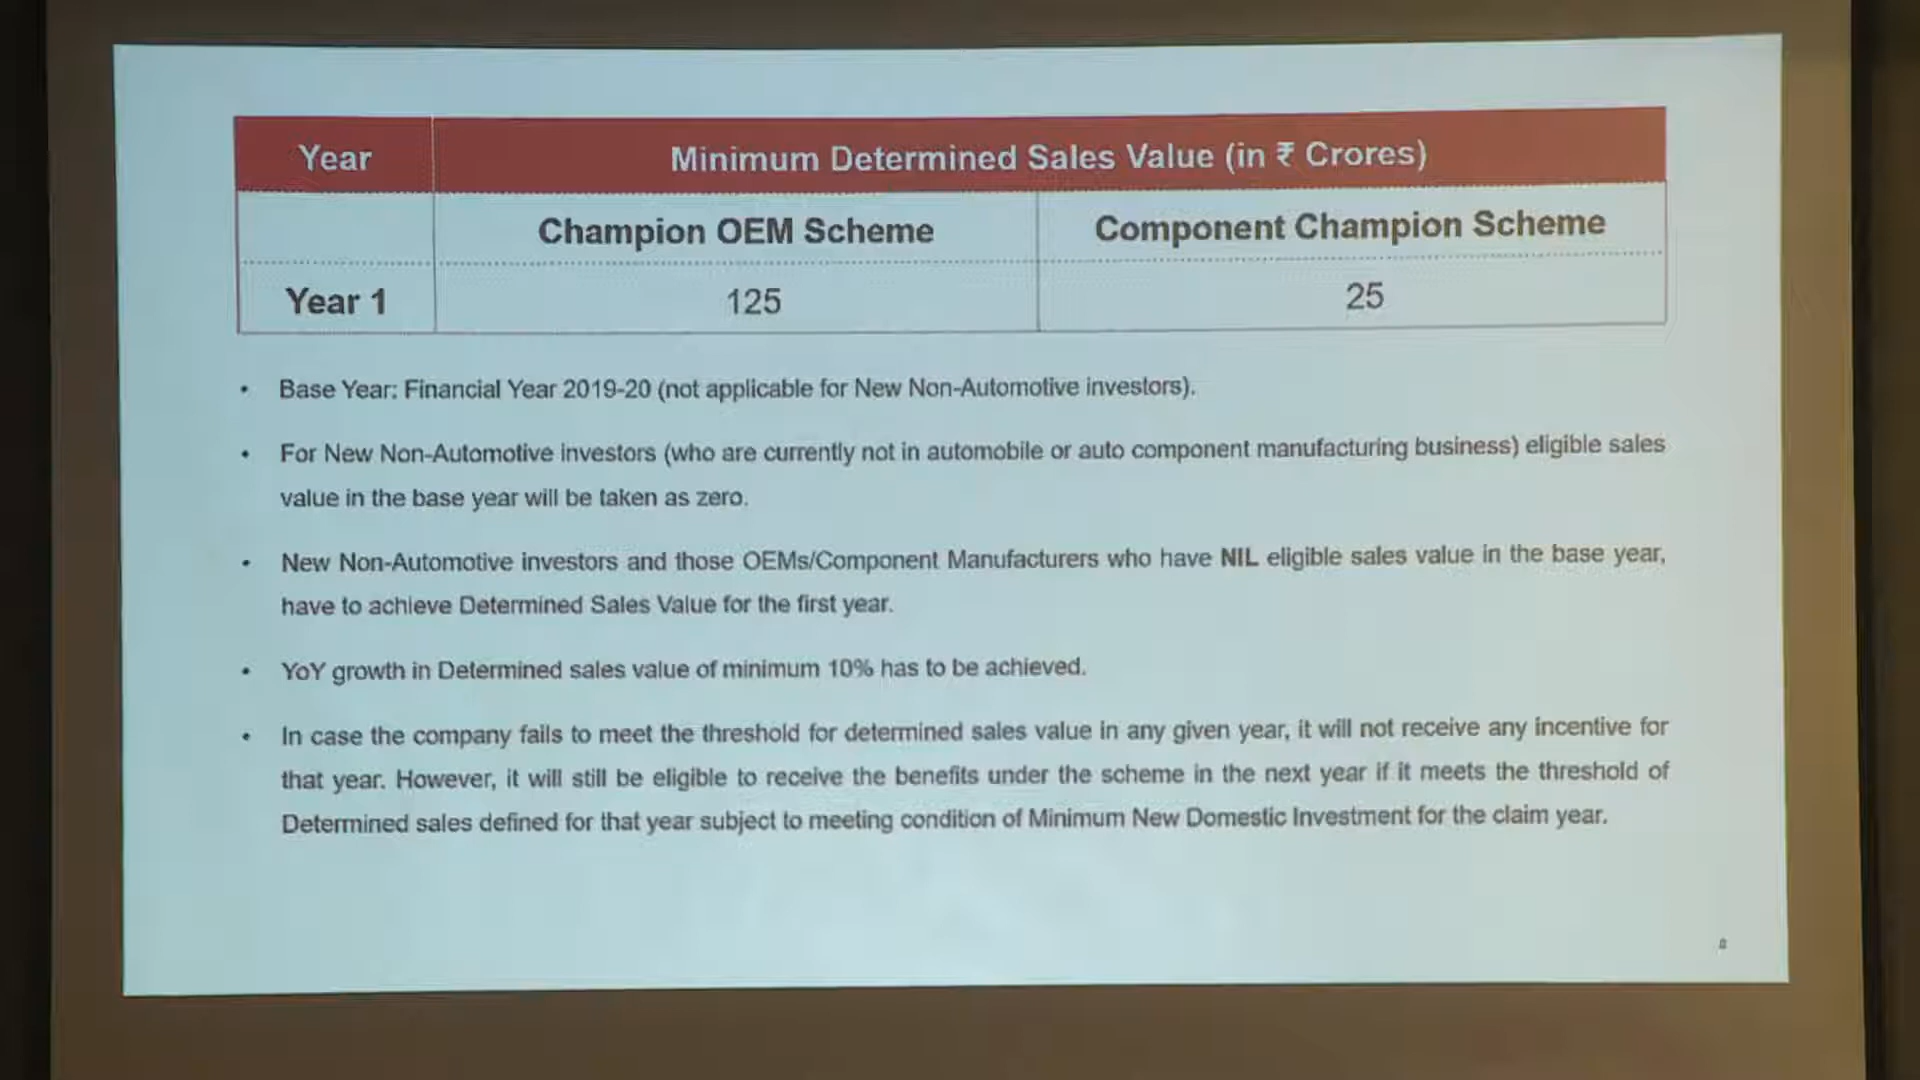 Year
Minimum Determined Sales Value (in ₹ Crores)
Champion OEM Scheme
Component Champion Scheme
Year 1
125
25
• Base Year: Financial Year 2019-20 (not applicable for New Non-Automotive investors).
• For New Non-Automotive investors (who are currently not in automobile or auto component manufacturing business) eligible sales
value in the base year will be taken as zero.
• New Non-Automotive investors and those OEMs/Component Manufacturers who have NIL eligible sales value in the base year,
have to achieve Determined Sales Value for the first year.
• YoY growth in Determined sales value of minimum 10% has to be achieved.
• In case the company fails to meet the threshold for determined sales value in any given year, it will not receive any incentive for
that year. However, it will still be eligible to receive the benefits under the scheme in the next year if it meets the threshold of
Determined sales defined for that year subject to meeting condition of Minimum New Domestic Investment for the claim year.